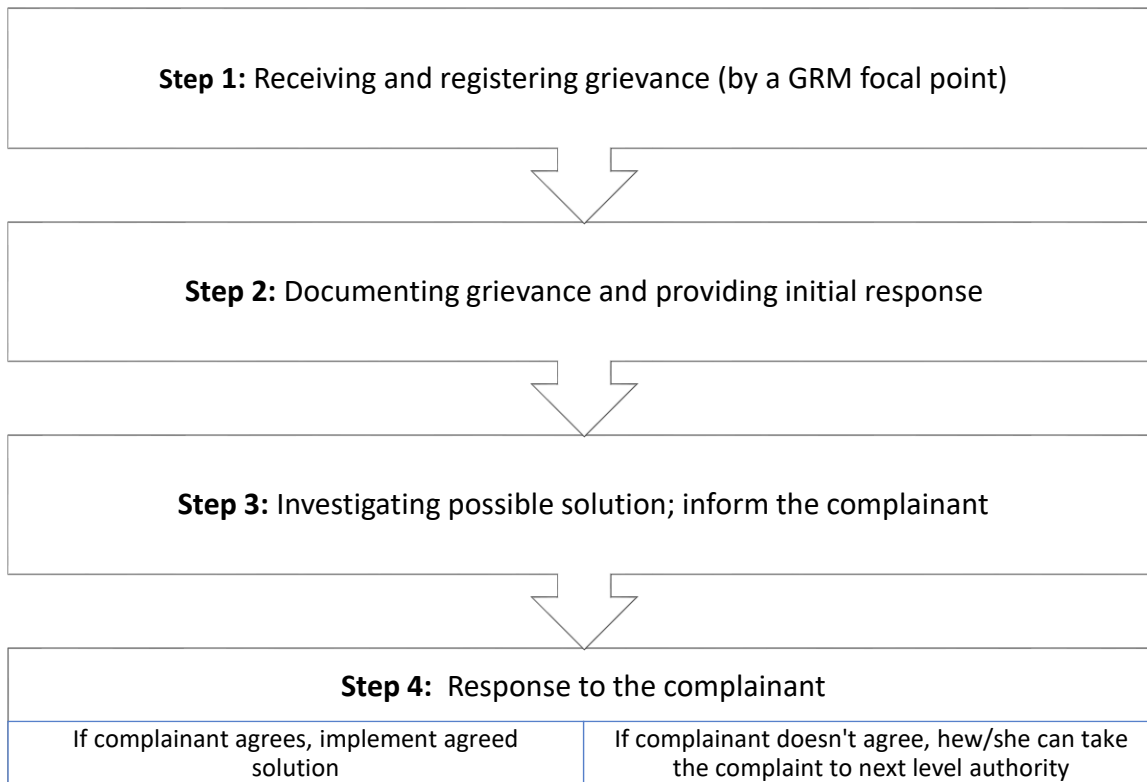 Step 1: Receiving and registering grievance (by a GRM focal point)
Step 2: Documenting grievance and providing initial response
Step 3: Investigating possible solution; inform the complainant
Step 4: Response to the complainant
If complainant agrees, implement agreed
solution
If complainant doesn't agree, hew/she can take
the complaint to next level authority